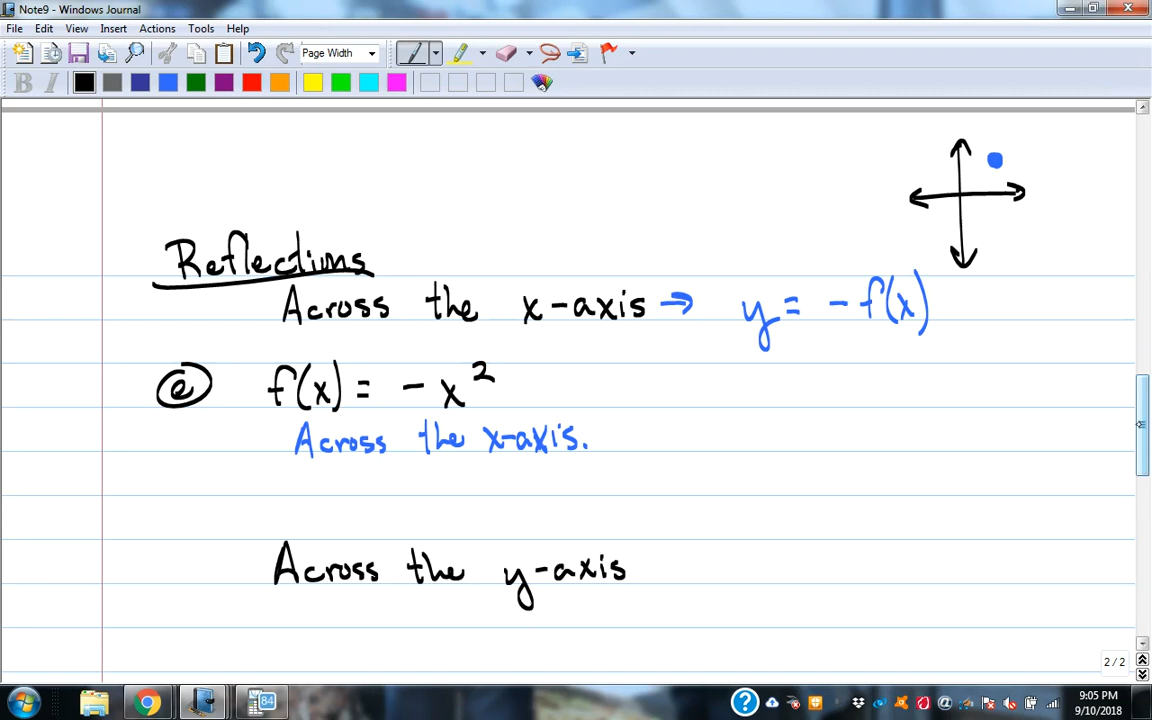 Note9 - Windows Journal
File Edit View Insert Actions Tools Help
Page Width
B I
Reflections
Across the x-axis → y = -f(x)
ⓔ f(x) = -x²
Across the x-axis.
Across the y-axis
2 / 2
84
9:05 PM
9/10/2018